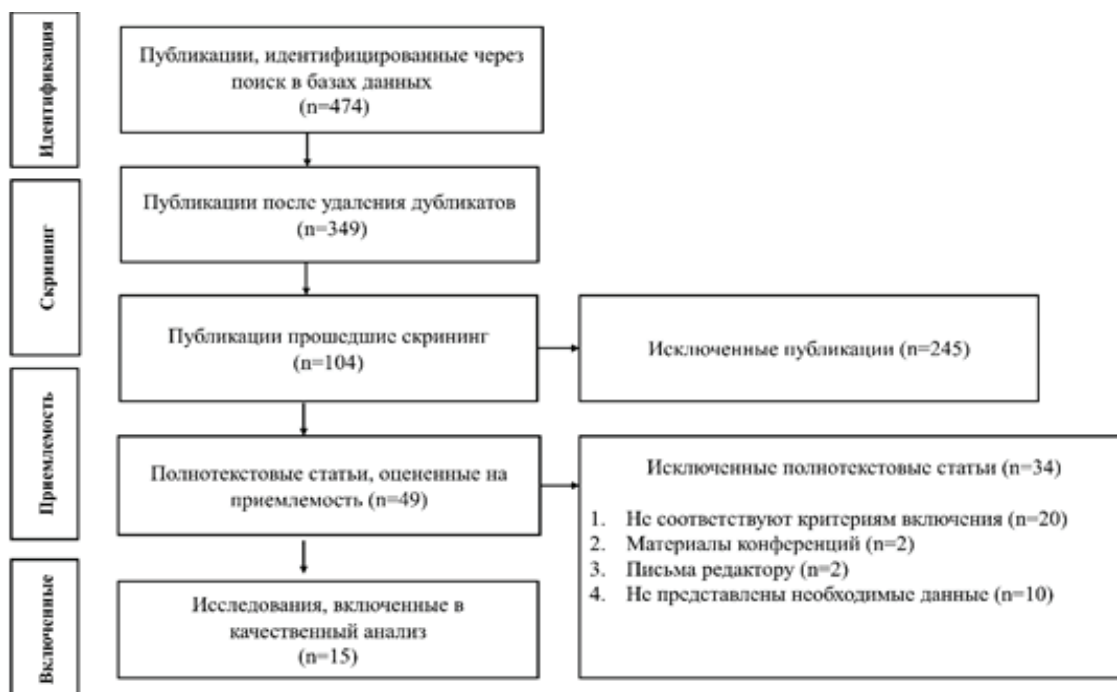 Идентификация
Публикации, идентифицированные через
поиск в базах данных
(n=474)
Скрининг
Публикации после удаления дубликатов
(n=349)
Публикации прошедшие скрининг
(n=104)
Исключенные публикации (n=245)
Приемлемость
Полнотекстовые статьи, оцененные на
приемлемость (n=49)
Исключенные полнотекстовые статьи (n=34)
1. Не соответствуют критериям включения (n=20)
2. Материалы конференций (n=2)
3. Письма редактору (n=2)
4. Не представлены необходимые данные (n=10)
Включенные
Исследования, включенные в
качественный анализ
(n=15)